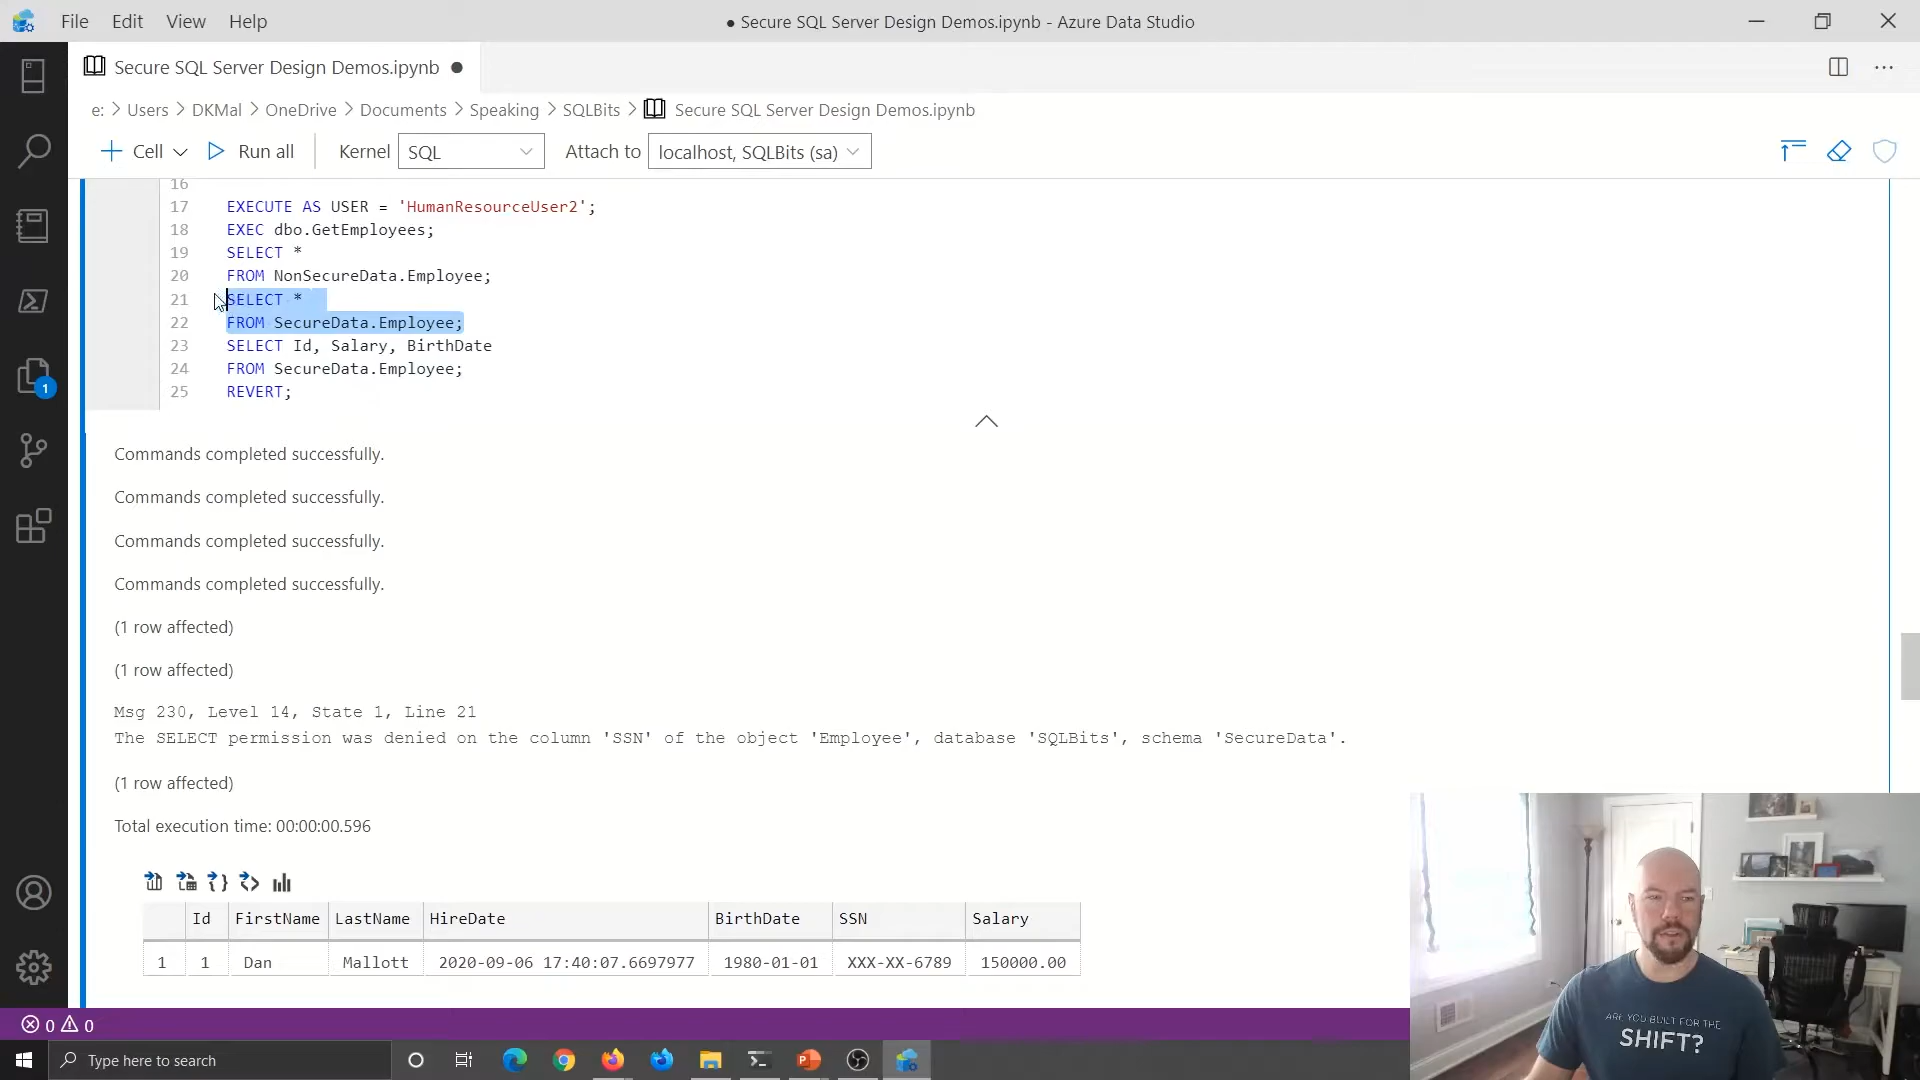 File Edit View Help
● Secure SQL Server Design Demos.ipynb - Azure Data Studio
Secure SQL Server Design Demos.ipynb ●
e: > Users > DKMal > OneDrive > Documents > Speaking > SQLBits > Secure SQL Server Design Demos.ipynb
+ Cell Run all Kernel SQL Attach to localhost, SQLBits (sa)
16
17 EXECUTE AS USER = 'HumanResourceUser2';
18 EXEC dbo.GetEmployees;
19 SELECT *
20 FROM NonSecureData.Employee;
21 SELECT *
22 FROM SecureData.Employee;
23 SELECT Id, Salary, BirthDate
24 FROM SecureData.Employee;
25 REVERT;
1
Commands completed successfully.
Commands completed successfully.
Commands completed successfully.
Commands completed successfully.
(1 row affected)
(1 row affected)
Msg 230, Level 14, State 1, Line 21
The SELECT permission was denied on the column 'SSN' of the object 'Employee', database 'SQLBits', schema 'SecureData'.
(1 row affected)
Total execution time: 00:00:00.596
Id FirstName LastName HireDate BirthDate SSN Salary
1 1 Dan Mallott 2020-09-06 17:40:07.6697977 1980-01-01 XXX-XX-6789 150000.00
ARE YOU BUILT FOR THE
SHIFT?
0 0
Type here to search